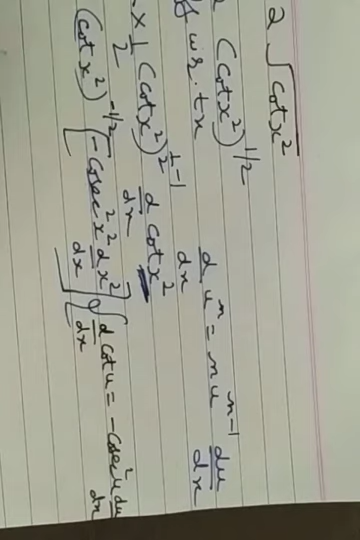 2 √cot x²
2 (cot x²)^1/2
diff w.r.t x    d/dx uⁿ = n uⁿ⁻¹ du/dx
× 1/2 (cot x²)^(1/2 - 1) d/dx cot x²
(cot x²)^-1/2 [- cosec² x² d/dx x²] { d/dx cot u = - cosec² u du/dx